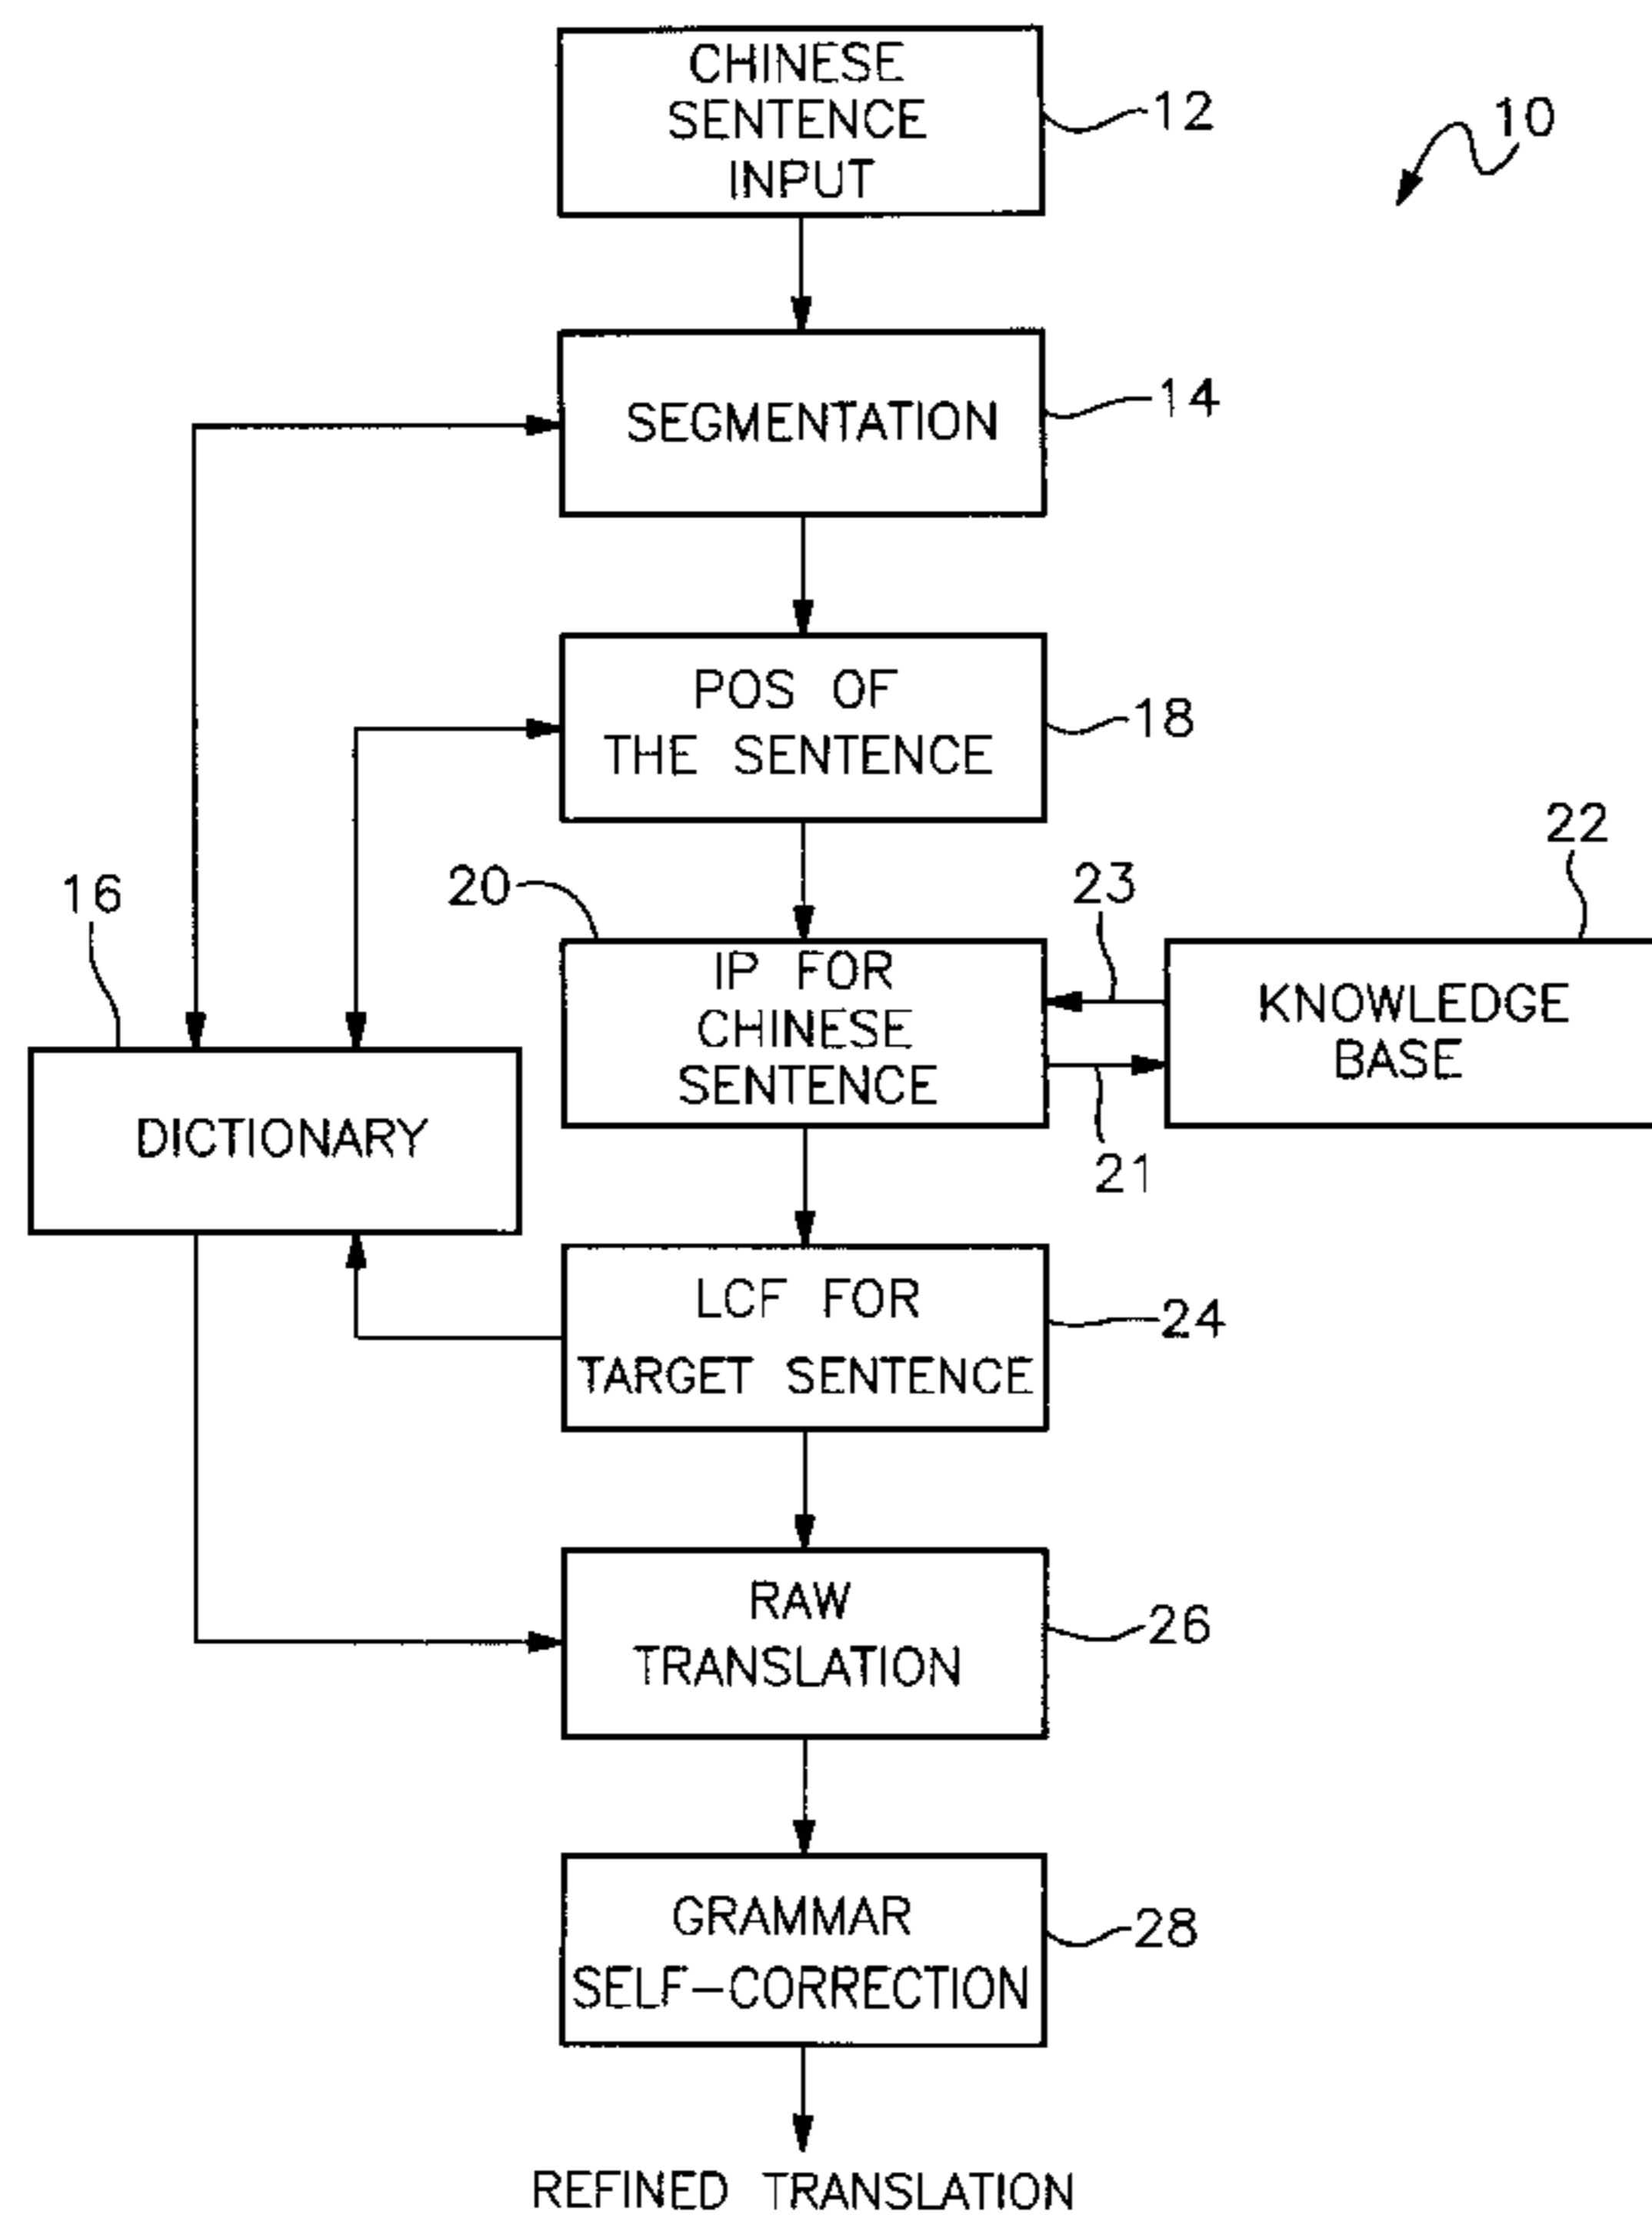 CHINESE
SENTENCE
INPUT
12
10
SEGMENTATION
14
POS OF
THE SENTENCE
18
16
20
23
22
IP FOR
CHINESE
SENTENCE
KNOWLEDGE
BASE
21
DICTIONARY
LCF FOR
TARGET SENTENCE
24
RAW
TRANSLATION
26
GRAMMAR
SELF-CORRECTION
28
REFINED TRANSLATION